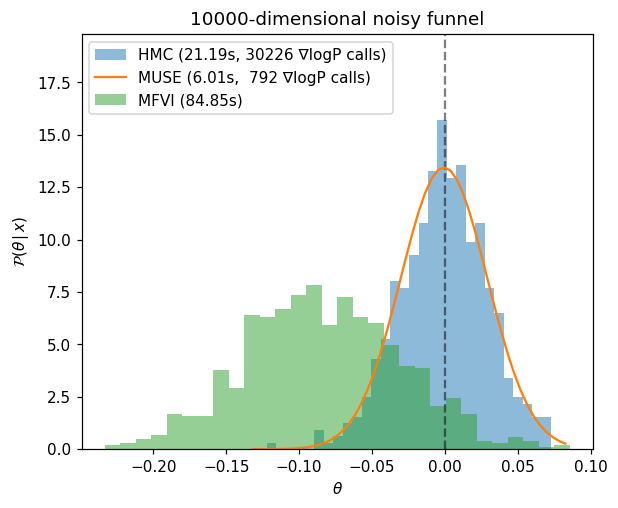 10000-dimensional noisy funnel
HMC (21.19s, 30226 ∇logP calls)
MUSE (6.01s,  792 ∇logP calls)
MFVI (84.85s)
17.5
15.0
12.5
10.0
7.5
5.0
2.5
0.0
𝒫(θ | x)
−0.20 −0.15 −0.10 −0.05 0.00 0.05 0.10
θ